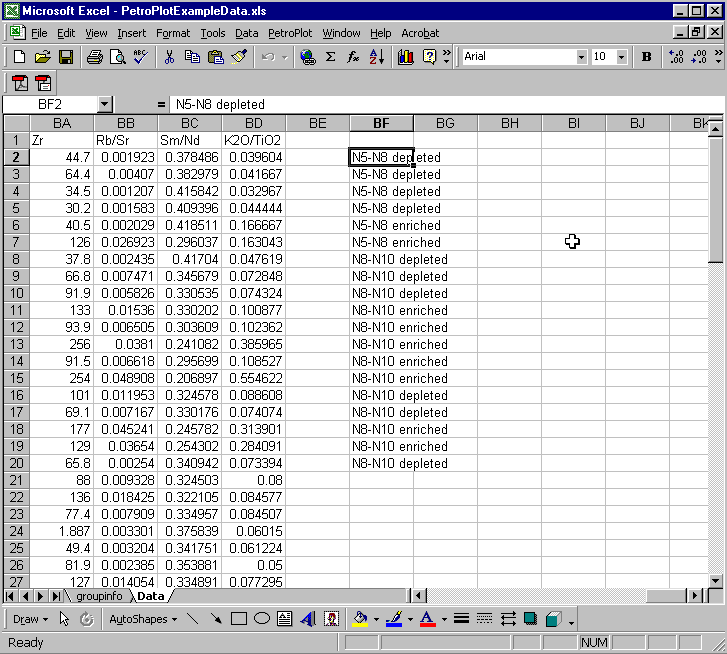 Microsoft Excel - PetroPlotExampleData.xls
File Edit View Insert Format Tools Data PetroPlot Window Help Acrobat
Arial 10 B
BF2 = N5-N8 depleted
BA BB BC BD BE BF BG BH BI BJ BK
1 Zr Rb/Sr Sm/Nd K2O/TiO2
2 44.7 0.001923 0.378486 0.039604 N5-N8 depleted
3 64.4 0.00407 0.382979 0.041667 N5-N8 depleted
4 34.5 0.001207 0.415842 0.032967 N5-N8 depleted
5 30.2 0.001583 0.409396 0.044444 N5-N8 depleted
6 40.5 0.002029 0.418511 0.166667 N5-N8 enriched
7 126 0.026923 0.296037 0.163043 N5-N8 enriched
8 37.8 0.002435 0.41704 0.047619 N8-N10 depleted
9 66.8 0.007471 0.345679 0.072848 N8-N10 depleted
10 91.9 0.005826 0.330535 0.074324 N8-N10 depleted
11 133 0.01536 0.330202 0.100877 N8-N10 enriched
12 93.9 0.006505 0.303609 0.102362 N8-N10 enriched
13 256 0.0381 0.241082 0.385965 N8-N10 enriched
14 91.5 0.006618 0.295699 0.108527 N8-N10 enriched
15 254 0.048908 0.206897 0.554622 N8-N10 enriched
16 101 0.011953 0.324578 0.088608 N8-N10 depleted
17 69.1 0.007167 0.330176 0.074074 N8-N10 depleted
18 177 0.045241 0.245782 0.313901 N8-N10 enriched
19 129 0.03654 0.254302 0.284091 N8-N10 enriched
20 65.8 0.00254 0.340942 0.073394 N8-N10 depleted
21 88 0.009328 0.324503 0.08
22 136 0.018425 0.322105 0.084577
23 77.4 0.007909 0.334957 0.084507
24 1.887 0.003301 0.375839 0.06015
25 49.4 0.003204 0.341751 0.061224
26 81.9 0.002385 0.353881 0.05
27 127 0.014054 0.334891 0.077295
groupinfo Data
Draw AutoShapes
Ready NUM